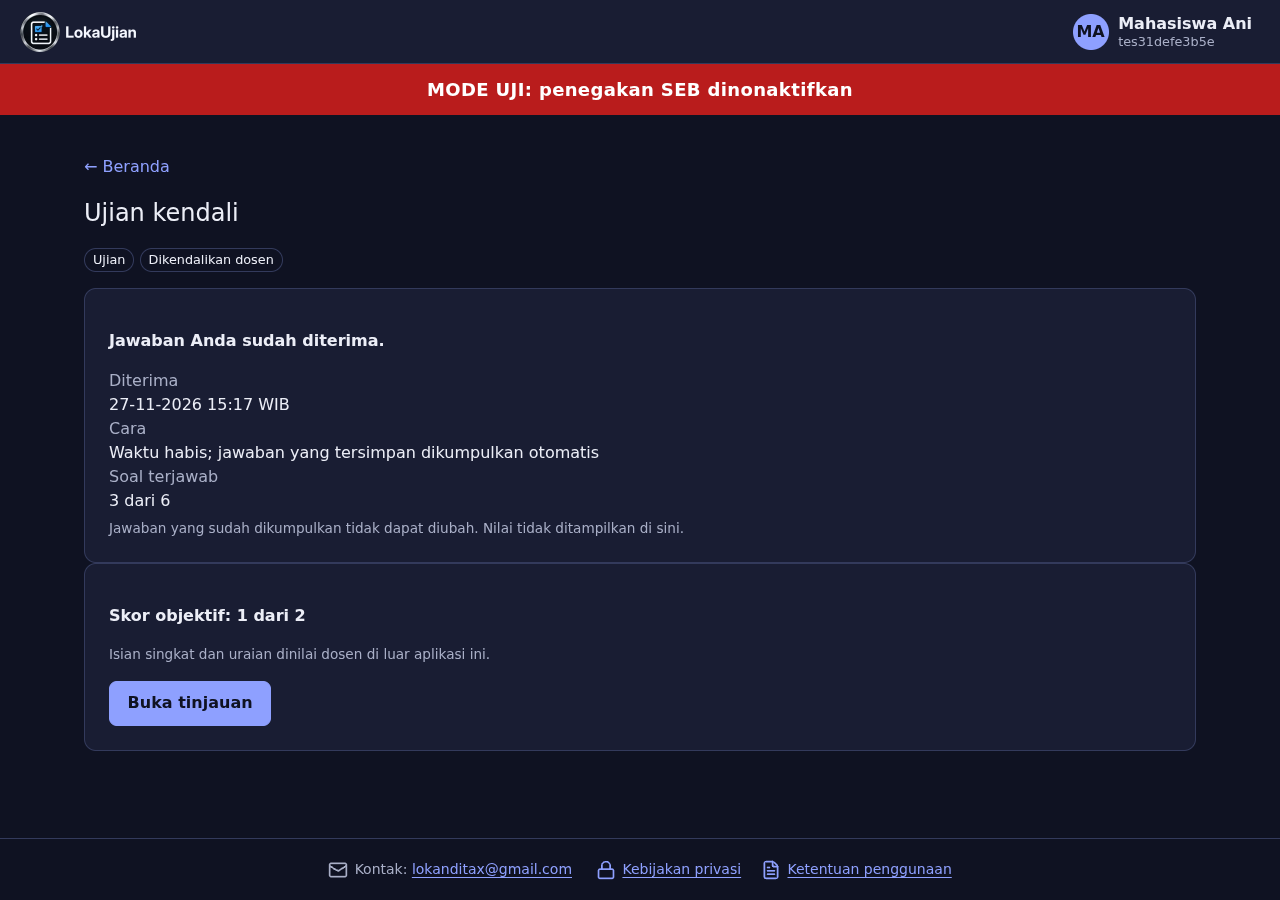 LokaUjian
MA
Mahasiswa Ani
tes31defe3b5e
MODE UJI: penegakan SEB dinonaktifkan
← Beranda
Ujian kendali
Ujian
Dikendalikan dosen
Jawaban Anda sudah diterima.
Diterima
27-11-2026 15:17 WIB
Cara
Waktu habis; jawaban yang tersimpan dikumpulkan otomatis
Soal terjawab
3 dari 6
Jawaban yang sudah dikumpulkan tidak dapat diubah. Nilai tidak ditampilkan di sini.
Skor objektif: 1 dari 2
Isian singkat dan uraian dinilai dosen di luar aplikasi ini.
Buka tinjauan
Kontak: lokanditax@gmail.com
Kebijakan privasi
Ketentuan penggunaan